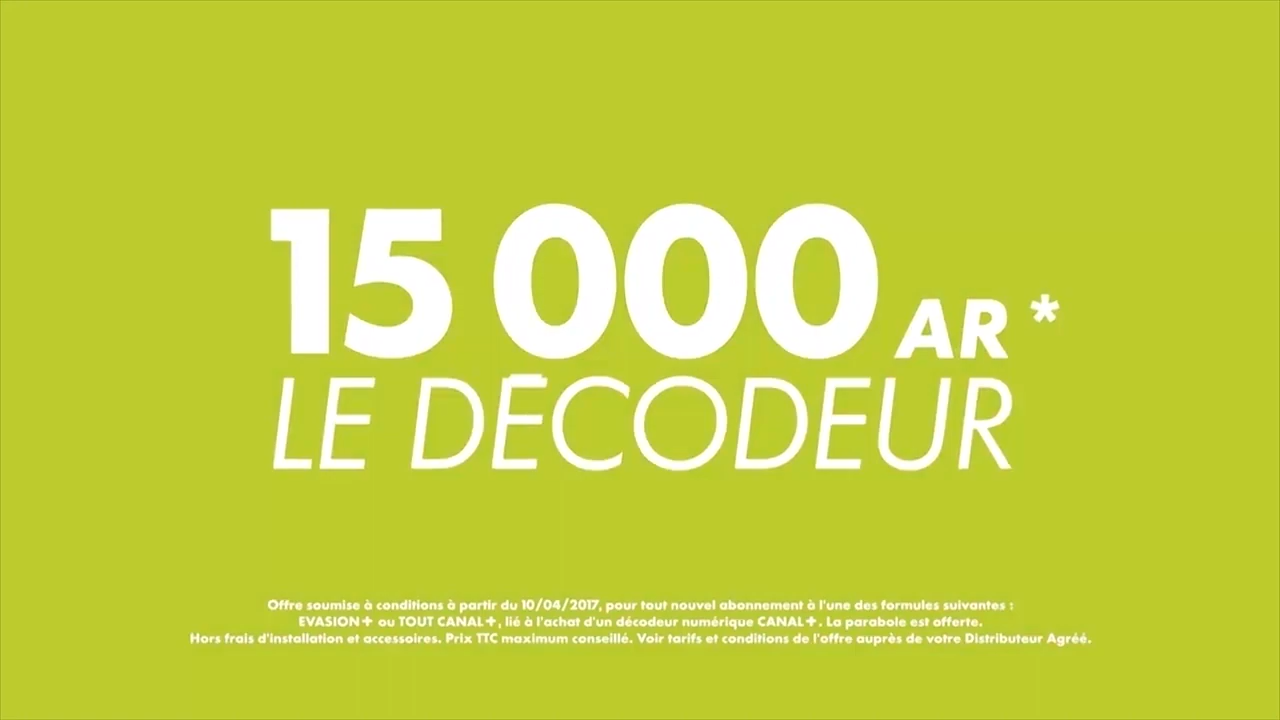 15 000 AR *
LE DÉCODEUR
Offre soumise à conditions à partir du 10/04/2017, pour tout nouvel abonnement à l'une des formules suivantes :
EVASION+ ou TOUT CANAL+, lié à l'achat d'un décodeur numérique CANAL+. La parabole est offerte.
Hors frais d'installation et accessoires. Prix TTC maximum conseillé. Voir tarifs et conditions de l'offre auprès de votre Distributeur Agréé.